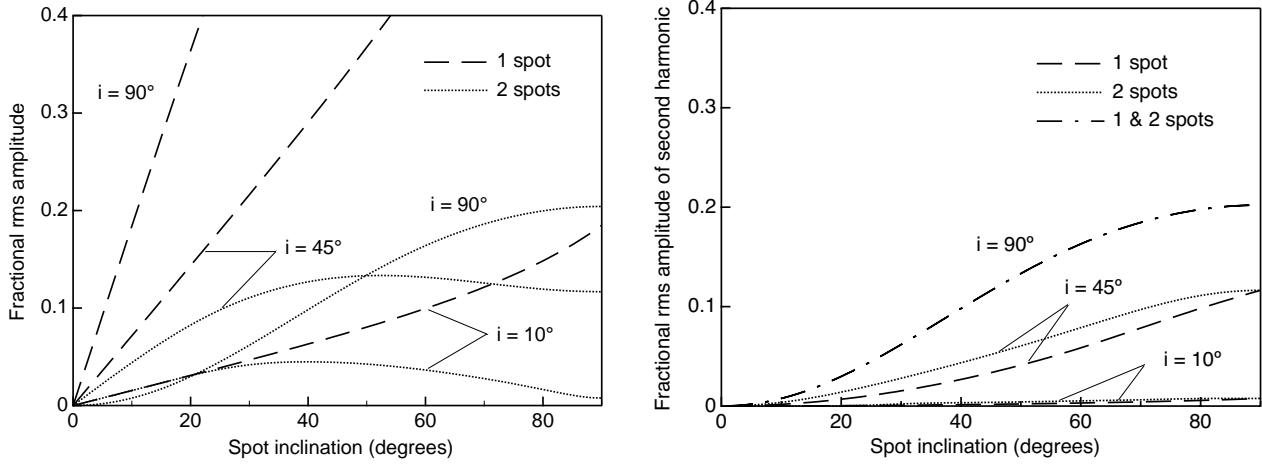 Fractional rms amplitude
0.4
0.3
0.2
0.1
0
1 spot
2 spots
i = 90°
i = 90°
i = 45°
i = 10°
0
20
40
60
80
Spot inclination (degrees)
Fractional rms amplitude of second harmonic
0.4
0.3
0.2
0.1
0
1 spot
2 spots
1 & 2 spots
i = 90º
i = 45º
i = 10º
0
20
40
60
80
Spot inclination (degrees)